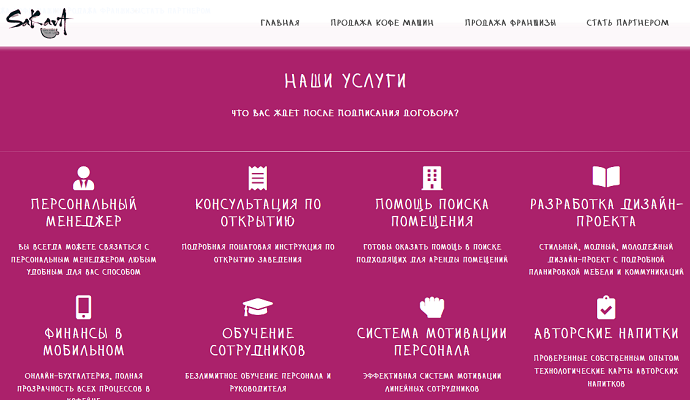 SaKavA
ГЛАВНАЯ ПРОДАЖА КОФЕ МАШИН ПРОДАЖА ФРАНШИЗЫ СТАТЬ ПАРТНЕРОМ
НАШИ УСЛУГИ
ЧТО ВАС ЖДЕТ ПОСЛЕ ПОДПИСАНИЯ ДОГОВОРА?
ПЕРСОНАЛЬНЫЙ
МЕНЕДЖЕР
ВЫ ВСЕГДА МОЖЕТЕ СВЯЗАТЬСЯ С
ПЕРСОНАЛЬНЫМ МЕНЕДЖЕРОМ ЛЮБЫМ
УДОБНЫМ ДЛЯ ВАС СПОСОБОМ
КОНСУЛЬТАЦИЯ ПО
ОТКРЫТИЮ
ПОДРОБНАЯ ПОШАГОВАЯ ИНСТРУКЦИЯ ПО
ОТКРЫТИЮ ЗАВЕДЕНИЯ
ПОМОЩЬ ПОИСКА
ПОМЕЩЕНИЯ
ГОТОВЫ ОКАЗАТЬ ПОМОЩЬ В ПОИСКЕ
ПОДХОДЯЩИХ ДЛЯ АРЕНДЫ ПОМЕЩЕНИЙ
РАЗРАБОТКА ДИЗАЙН-
ПРОЕКТА
СТИЛЬНЫЙ, МОДНЫЙ, МОЛОДЕЖНЫЙ
ДИЗАЙН-ПРОЕКТ С ПОДРОБНОЙ
ПЛАНИРОВКОЙ МЕБЕЛИ И КОММУНИКАЦИЙ
ФИНАНСЫ В
МОБИЛЬНОМ
ОНЛАЙН-БУХГАЛТЕРИЯ, ПОЛНАЯ
ПРОЗРАЧНОСТЬ ВСЕХ ПРОЦЕССОВ В
КОФЕЙНЕ
ОБУЧЕНИЕ
СОТРУДНИКОВ
БЕЗЛИМИТНОЕ ОБУЧЕНИЕ ПЕРСОНАЛА И
РУКОВОДИТЕЛЯ
СИСТЕМА МОТИВАЦИИ
ПЕРСОНАЛА
ЭФФЕКТИВНАЯ СИСТЕМА МОТИВАЦИИ
ЛИНЕЙНЫХ СОТРУДНИКОВ
АВТОРСКИЕ НАПИТКИ
ПРОВЕРЕННЫЕ СОБСТВЕННЫМ ОПЫТОМ
ТЕХНОЛОГИЧЕСКИЕ КАРТЫ АВТОРСКИХ
НАПИТКОВ